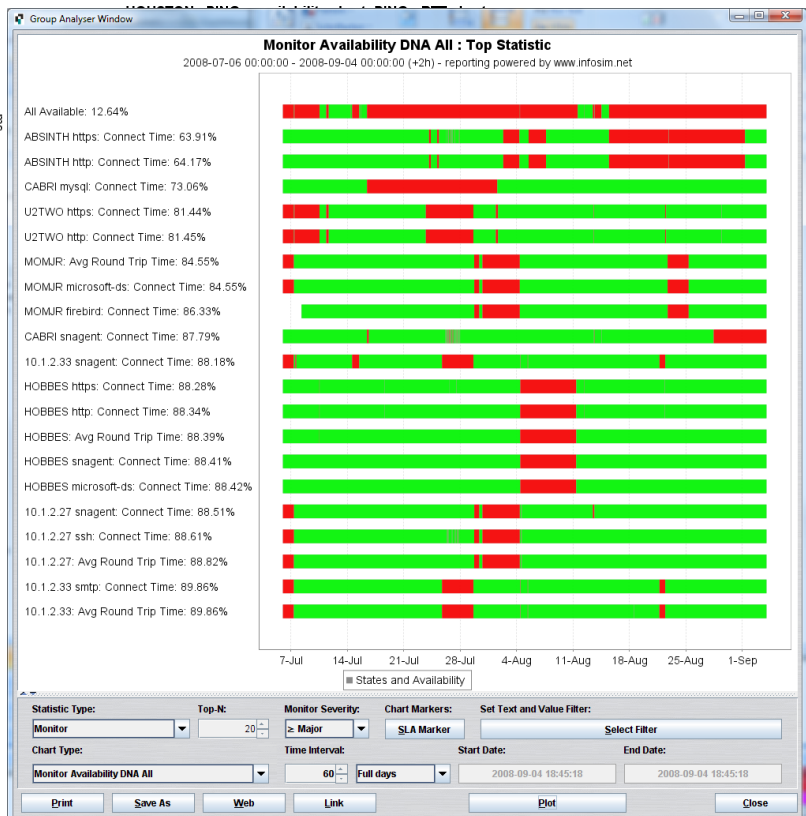 Group Analyser Window
Monitor Availability DNA All : Top Statistic
2008-07-06 00:00:00 - 2008-09-04 00:00:00 (+2h) - reporting powered by www.infosim.net
All Available: 12.64%
ABSINTH https: Connect Time: 63.91%
ABSINTH http: Connect Time: 64.17%
CABRI mysql: Connect Time: 73.06%
U2TWO https: Connect Time: 81.44%
U2TWO http: Connect Time: 81.45%
MOMJR: Avg Round Trip Time: 84.55%
MOMJR microsoft-ds: Connect Time: 84.55%
MOMJR firebird: Connect Time: 86.33%
CABRI snagent: Connect Time: 87.79%
10.1.2.33 snagent: Connect Time: 88.18%
HOBBES https: Connect Time: 88.28%
HOBBES http: Connect Time: 88.34%
HOBBES: Avg Round Trip Time: 88.39%
HOBBES snagent: Connect Time: 88.41%
HOBBES microsoft-ds: Connect Time: 88.42%
10.1.2.27 snagent: Connect Time: 88.51%
10.1.2.27 ssh: Connect Time: 88.61%
10.1.2.27: Avg Round Trip Time: 88.82%
10.1.2.33 smtp: Connect Time: 89.86%
10.1.2.33: Avg Round Trip Time: 89.86%
7-Jul 14-Jul 21-Jul 28-Jul 4-Aug 11-Aug 18-Aug 25-Aug 1-Sep
States and Availability
Statistic Type: Top-N: Monitor Severity: Chart Markers: Set Text and Value Filter:
Monitor 20 ≥ Major SLA Marker Select Filter
Chart Type: Time Interval: Start Date: End Date:
Monitor Availability DNA All 60 Full days 2008-09-04 18:45:18 2008-09-04 18:45:18
Print Save As Web Link Plot Close